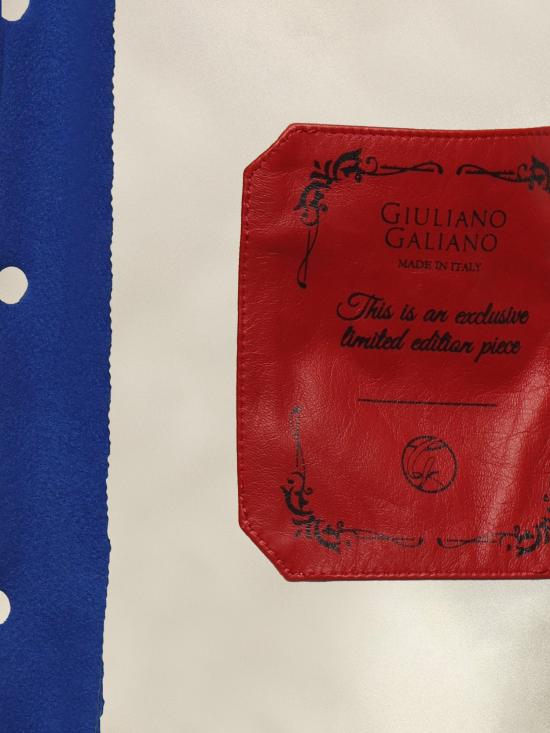 GIULIANO
GALIANO
MADE IN ITALY
This is an exclusive
limited edition piece